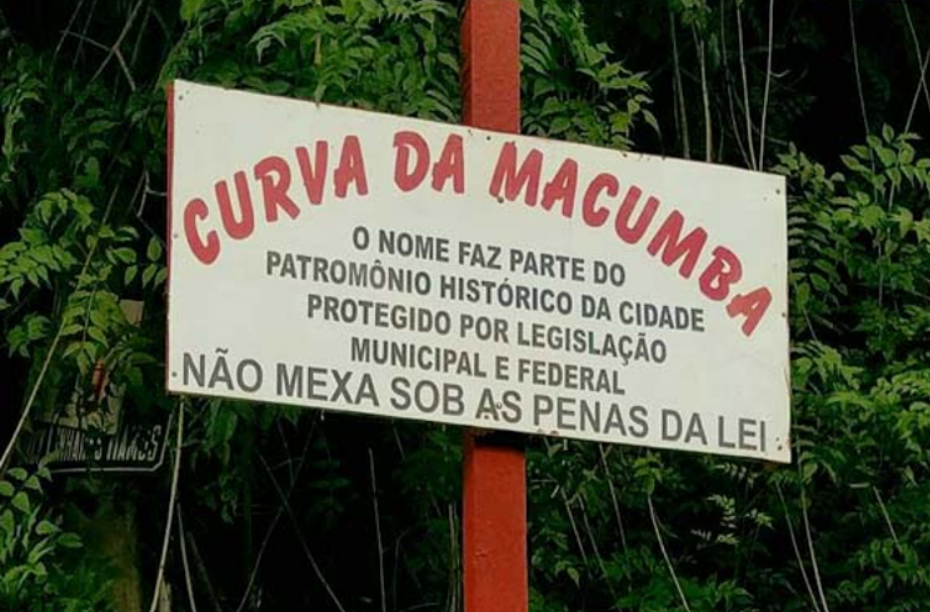 CURVA DA MACUMBA
O NOME FAZ PARTE DO
PATROMÔNIO HISTÓRICO DA CIDADE
PROTEGIDO POR LEGISLAÇÃO
MUNICIPAL E FEDERAL
NÃO MEXA SOB AS PENAS DA LEI